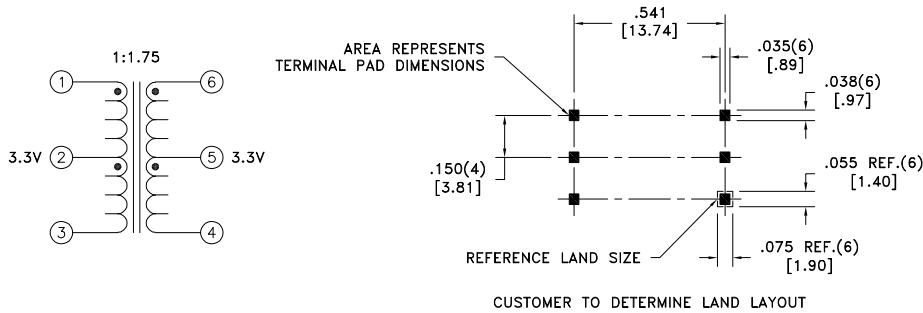 1:1.75
1
6
3.3V
2
5
3.3V
3
4
.541
[13.74]
AREA REPRESENTS
TERMINAL PAD DIMENSIONS
.035(6)
[.89]
.038(6)
[.97]
.150(4)
[3.81]
.055 REF.(6)
[1.40]
REFERENCE LAND SIZE
.075 REF.(6)
[1.90]
CUSTOMER TO DETERMINE LAND LAYOUT